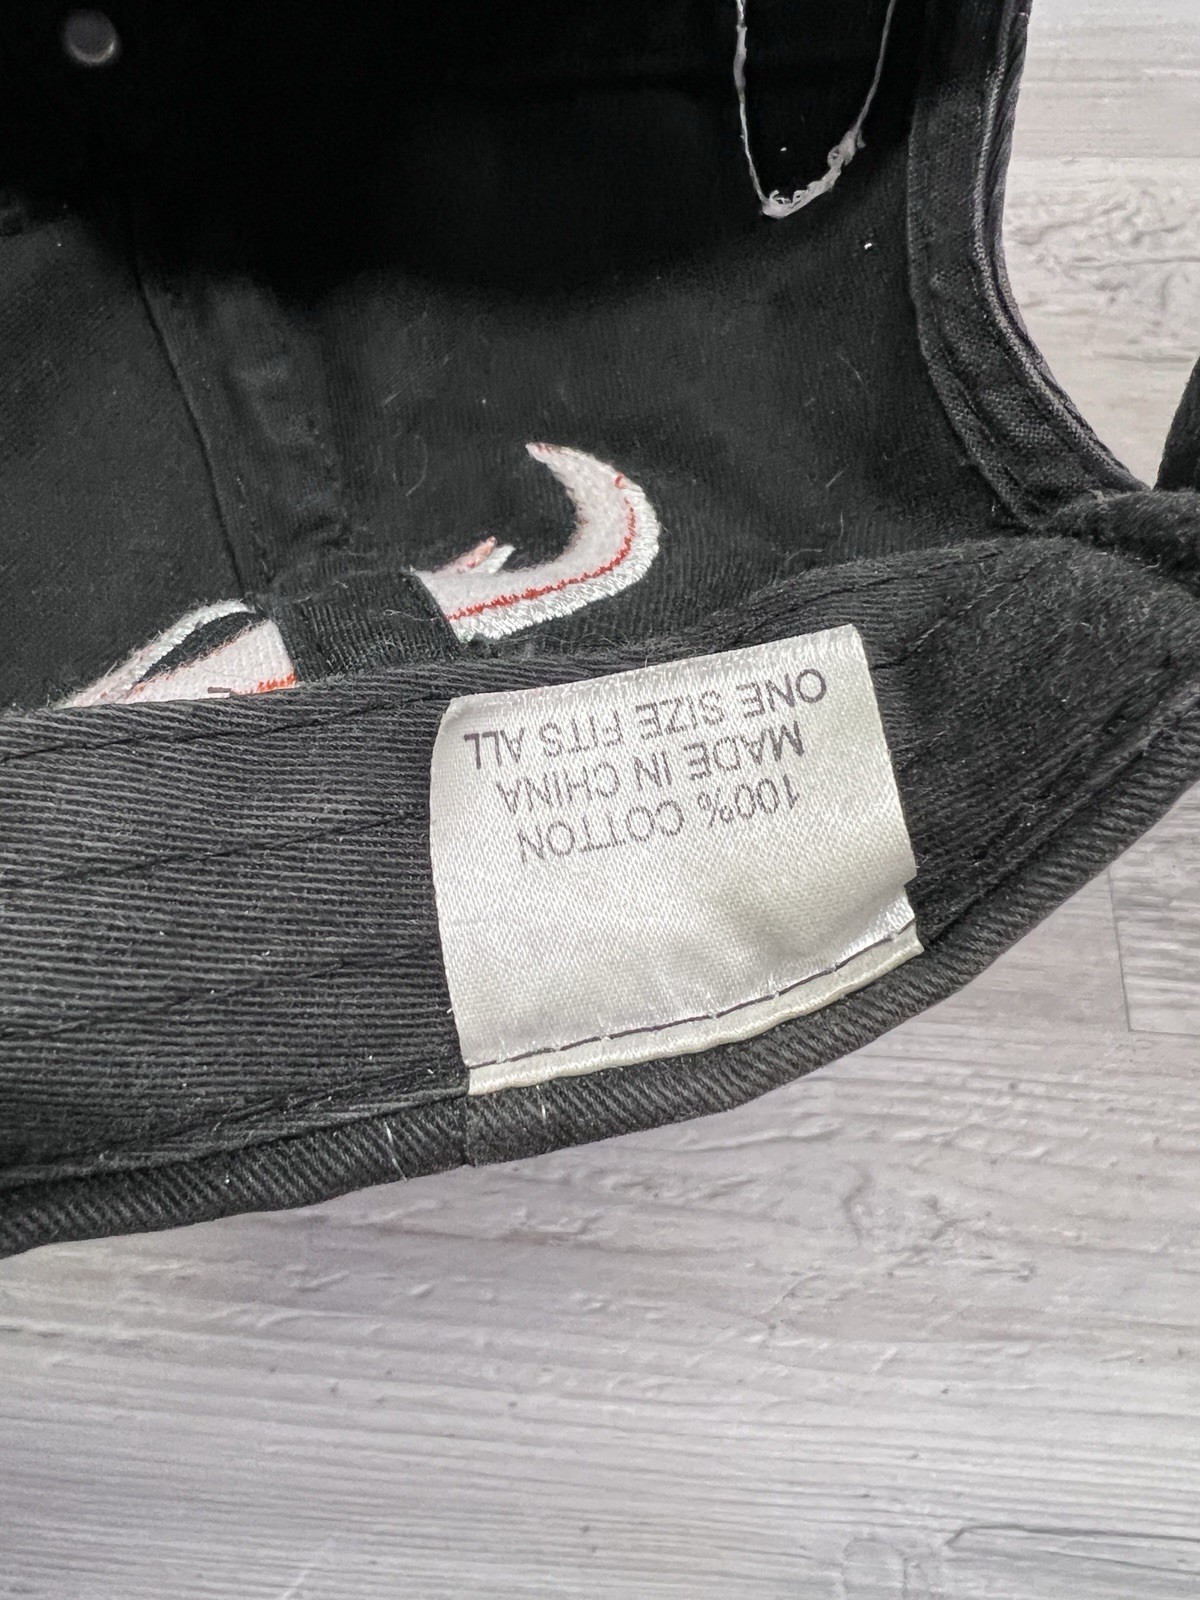 100% COTTON
MADE IN CHINA
ONE SIZE FITS ALL